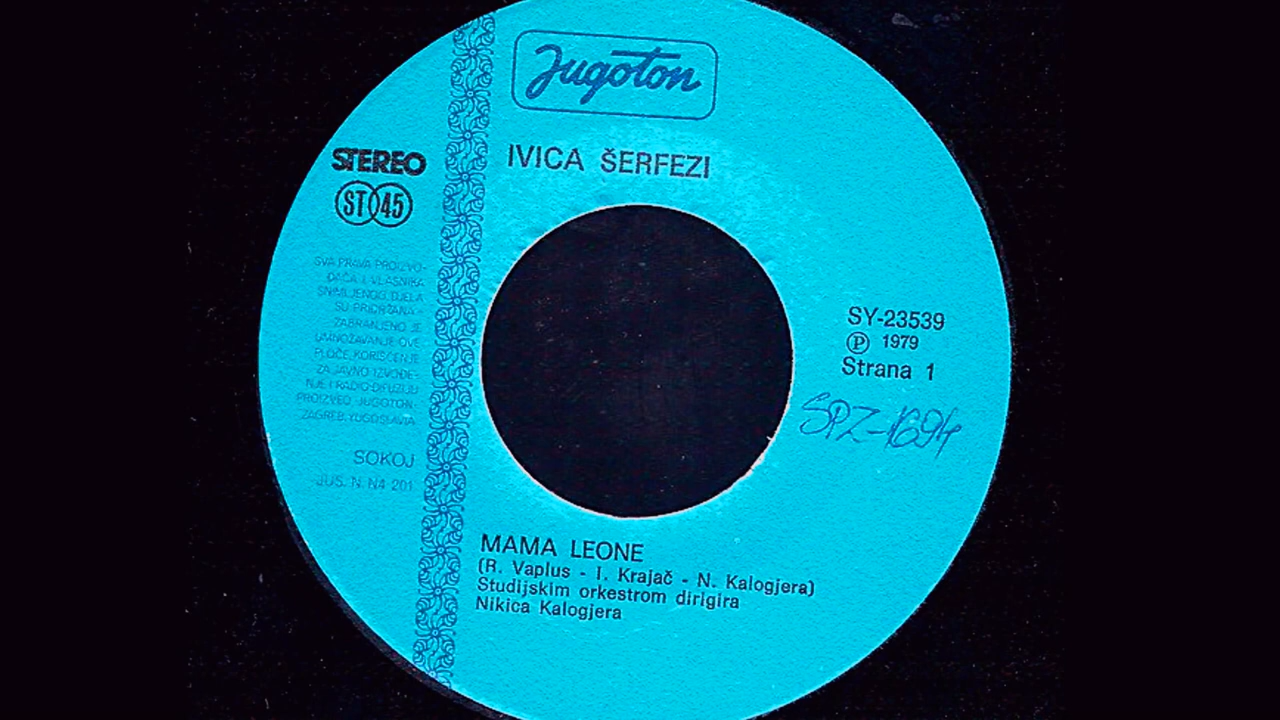 Jugoton
IVICA ŠERFEZI
STEREO
ST 45
SVA PRAVA PROIZVO-
ĐAČA I VLASNIKA
SNIMLJENOG DJELA
SU PRIDRŽANA-
ZABRANJENO JE
UMNOŽAVANJE OVE
PLOČE, KORIŠĆENJE
ZA JAVNO IZVOĐE-
NJE I RADIO-DIFUZIJU
PROIZVEO JUGOTON-
ZAGREB, YUGOSLAVIA
SOKOJ
JUS. N. N4 201
SY-23539
Ⓟ 1979
Strana 1
SPZ-1694
MAMA LEONE
(R. Vaplus - I. Krajač - N. Kalogjera)
Studijskim orkestrom dirigira
Nikica Kalogjera